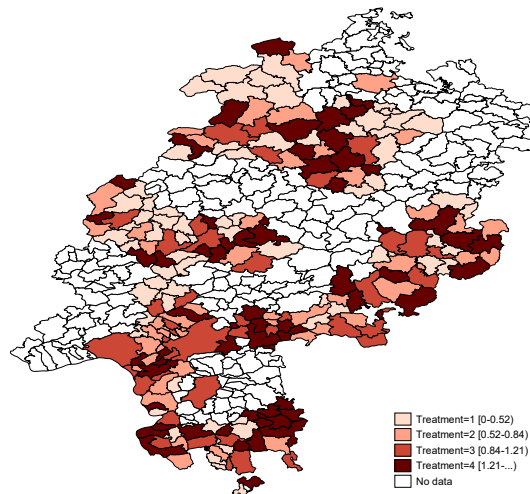 Treatment=1 [0-0.52)
Treatment=2 [0.52-0.84)
Treatment=3 [0.84-1.21)
Treatment=4 [1.21-...)
No data